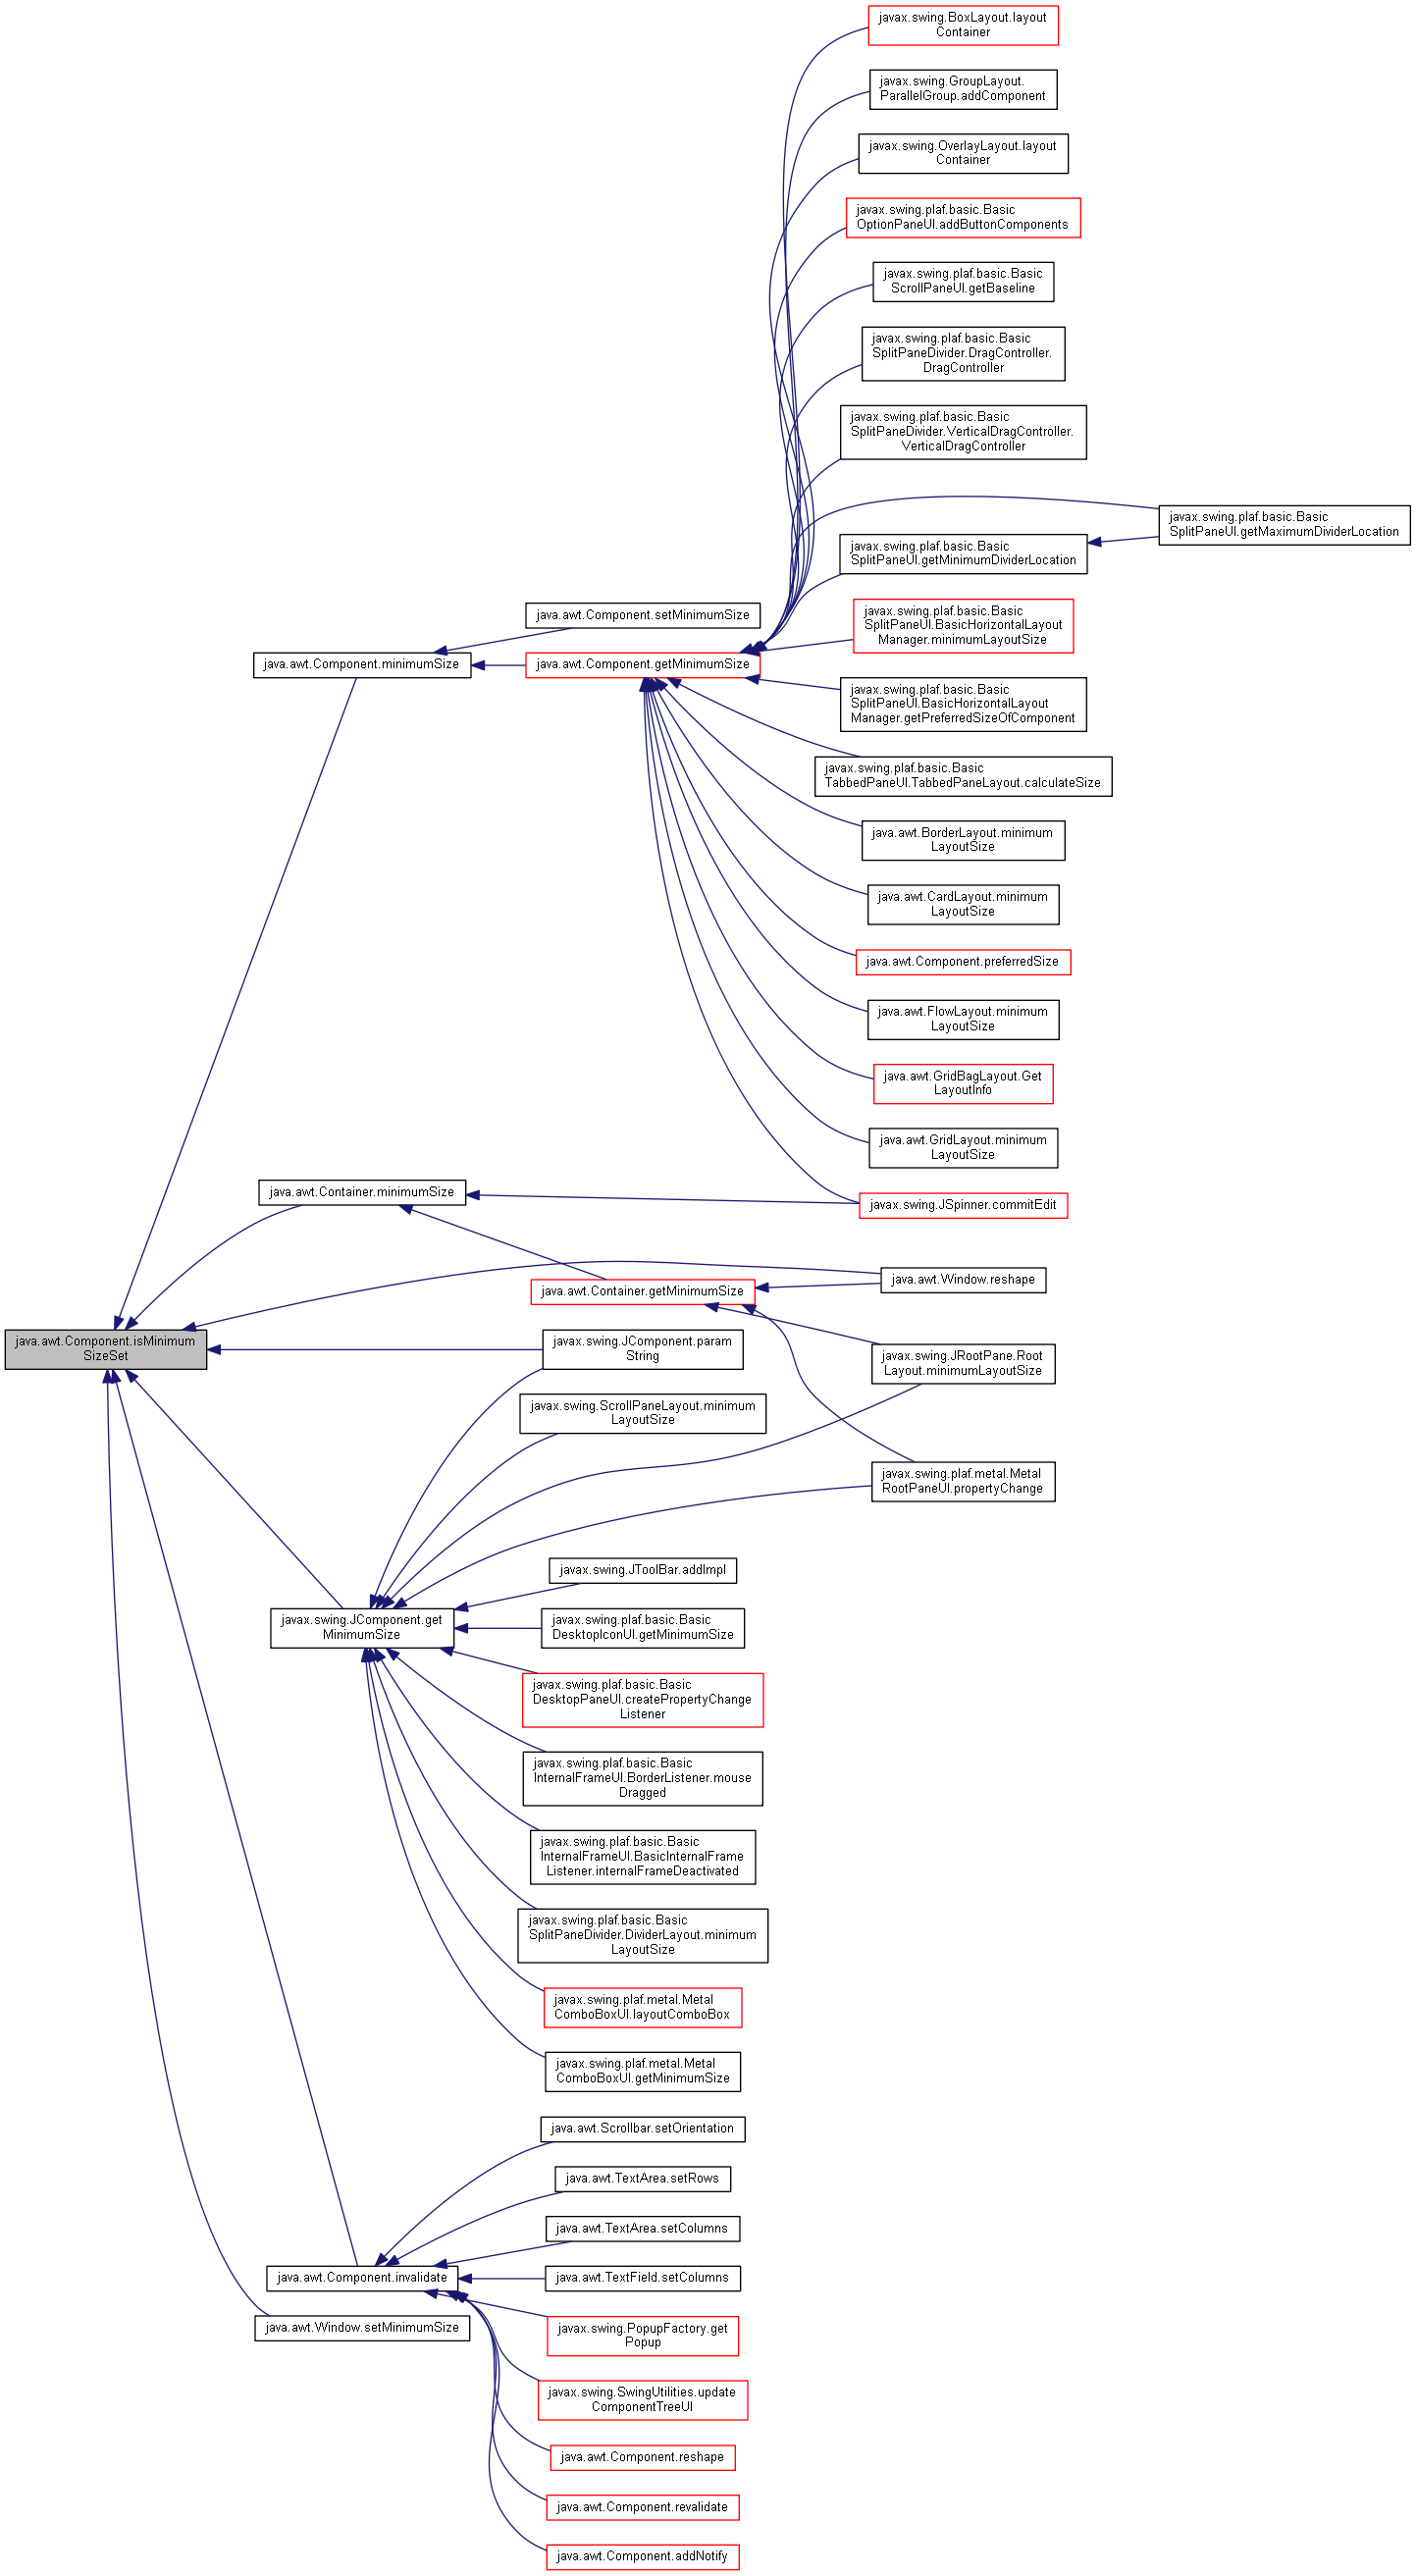 javax.swing.BoxLayout.layout
Container
javax.swing.GroupLayout.
ParallelGroup.addComponent
javax.swing.OverlayLayout.layout
Container
javax.swing.plaf.basic.Basic
OptionPaneUI.addButtonComponents
javax.swing.plaf.basic.Basic
ScrollPaneUI.getBaseline
javax.swing.plaf.basic.Basic
SplitPaneDivider.DragController.
DragController
javax.swing.plaf.basic.Basic
SplitPaneDivider.VerticalDragController.
VerticalDragController
javax.swing.plaf.basic.Basic
SplitPaneUI.getMaximumDividerLocation
javax.swing.plaf.basic.Basic
SplitPaneUI.getMinimumDividerLocation
java.awt.Component.setMinimumSize
javax.swing.plaf.basic.Basic
SplitPaneUI.BasicHorizontalLayout
Manager.minimumLayoutSize
java.awt.Component.minimumSize
java.awt.Component.getMinimumSize
javax.swing.plaf.basic.Basic
SplitPaneUI.BasicHorizontalLayout
Manager.getPreferredSizeOfComponent
javax.swing.plaf.basic.Basic
TabbedPaneUI.TabbedPaneLayout.calculateSize
java.awt.BorderLayout.minimum
LayoutSize
java.awt.CardLayout.minimum
LayoutSize
java.awt.Component.preferredSize
java.awt.FlowLayout.minimum
LayoutSize
java.awt.GridBagLayout.Get
LayoutInfo
java.awt.GridLayout.minimum
LayoutSize
java.awt.Container.minimumSize
javax.swing.JSpinner.commitEdit
java.awt.Container.getMinimumSize
java.awt.Window.reshape
java.awt.Component.isMinimum
SizeSet
javax.swing.JComponent.param
String
javax.swing.JRootPane.Root
Layout.minimumLayoutSize
javax.swing.ScrollPaneLayout.minimum
LayoutSize
javax.swing.plaf.metal.Metal
RootPaneUI.propertyChange
javax.swing.JToolBar.addImpl
javax.swing.JComponent.get
MinimumSize
javax.swing.plaf.basic.Basic
DesktopIconUI.getMinimumSize
javax.swing.plaf.basic.Basic
DesktopPaneUI.createPropertyChange
Listener
javax.swing.plaf.basic.Basic
InternalFrameUI.BorderListener.mouse
Dragged
javax.swing.plaf.basic.Basic
InternalFrameUI.BasicInternalFrame
Listener.internalFrameDeactivated
javax.swing.plaf.basic.Basic
SplitPaneDivider.DividerLayout.minimum
LayoutSize
javax.swing.plaf.metal.Metal
ComboBoxUI.layoutComboBox
javax.swing.plaf.metal.Metal
ComboBoxUI.getMinimumSize
java.awt.Scrollbar.setOrientation
java.awt.TextArea.setRows
java.awt.TextArea.setColumns
java.awt.Component.invalidate
java.awt.TextField.setColumns
java.awt.Window.setMinimumSize
javax.swing.PopupFactory.get
Popup
javax.swing.SwingUtilities.update
ComponentTreeUI
java.awt.Component.reshape
java.awt.Component.revalidate
java.awt.Component.addNotify